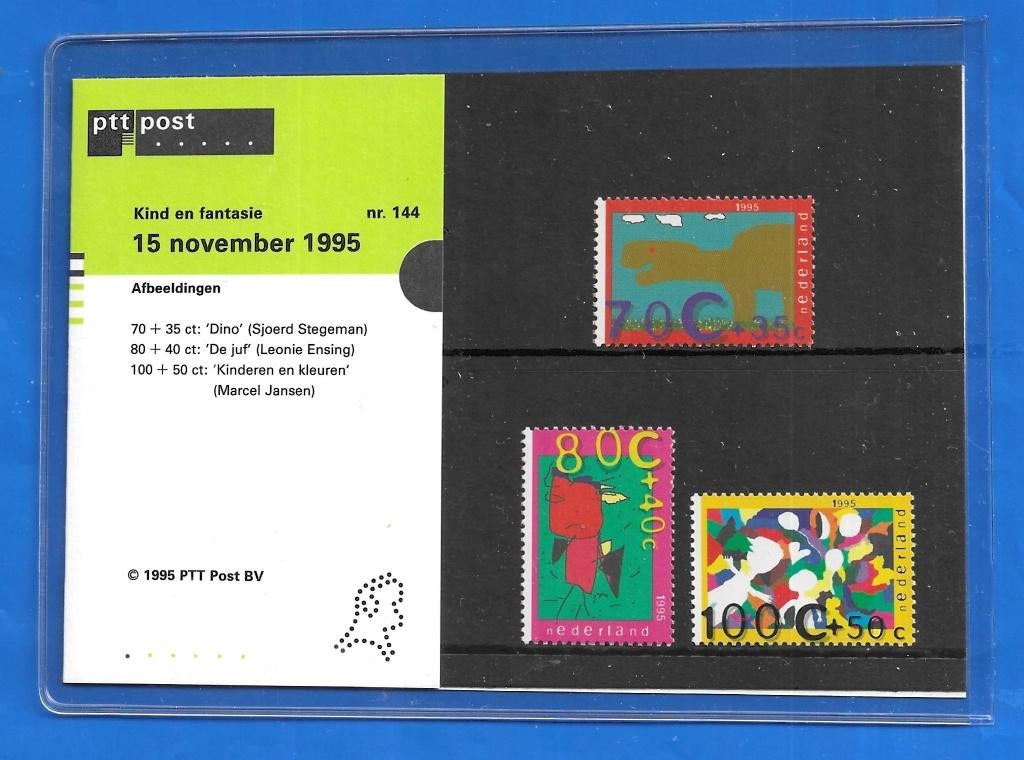 ptt post
Kind en fantasie nr. 144
15 november 1995
Afbeeldingen
70 + 35 ct: 'Dino' (Sjoerd Stegeman)
80 + 40 ct: 'De juf' (Leonie Ensing)
100 + 50 ct: 'Kinderen en kleuren'
(Marcel Jansen)
© 1995 PTT Post BV
1995
nederland
70C+35c
80C
+40c
1995
nederland
1995
nederland
100C+50c